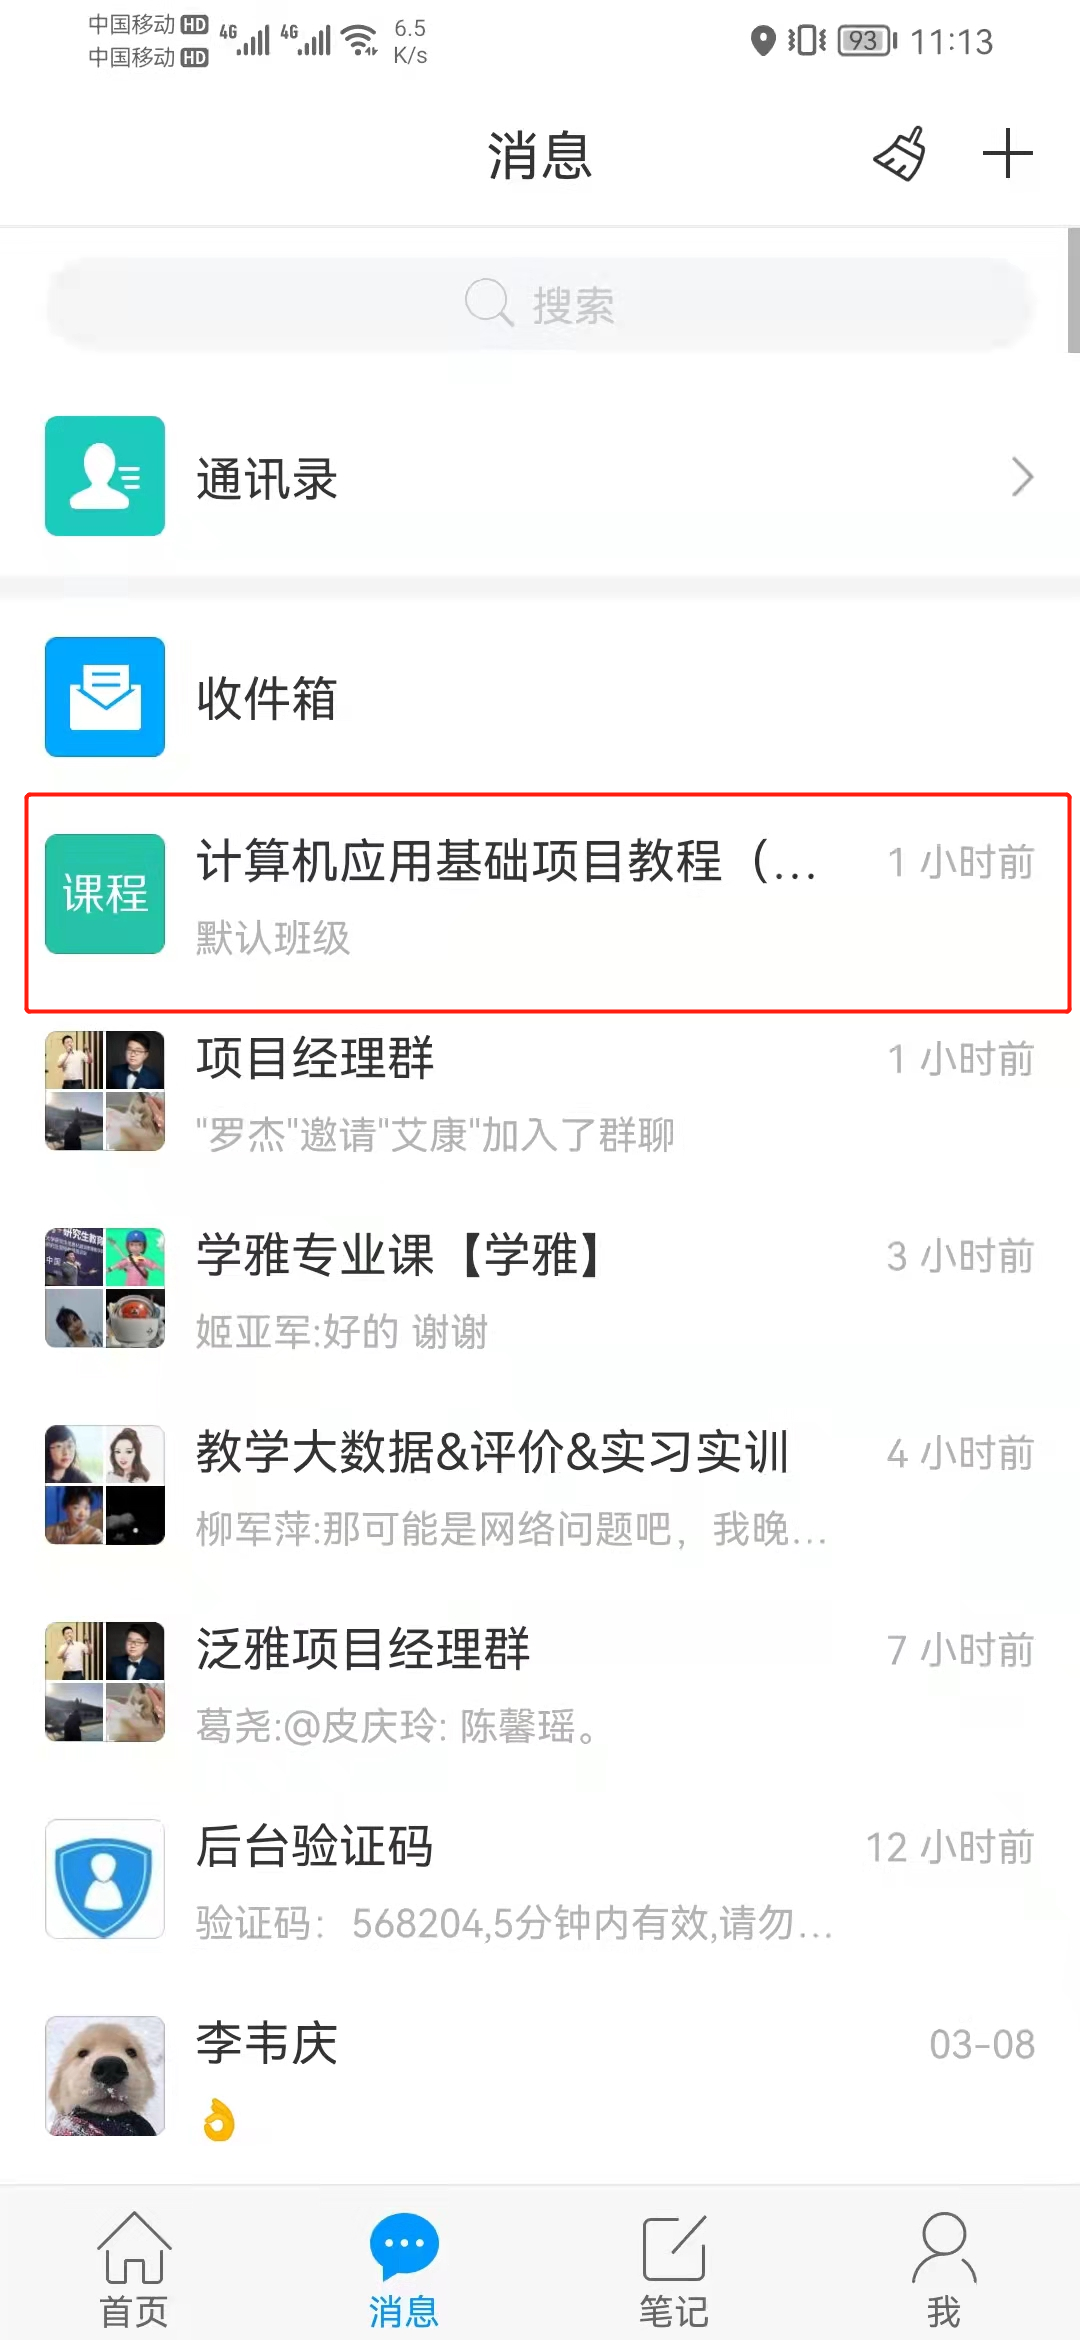 中国移动 HD 4G 4G 6.5
中国移动 HD K/s
93 11:13
消息
搜索
通讯录
收件箱
课程
计算机应用基础项目教程（... 1 小时前
默认班级
项目经理群 1 小时前
"罗杰"邀请"艾康"加入了群聊
学雅专业课【学雅】 3 小时前
姬亚军:好的 谢谢
教学大数据&评价&实习实训 4 小时前
柳军萍:那可能是网络问题吧，我晚...
泛雅项目经理群 7 小时前
葛尧:@皮庆玲: 陈馨瑶。
后台验证码 12 小时前
验证码：568204,5分钟内有效,请勿...
李韦庆 03-08
👌
首页 消息 笔记 我